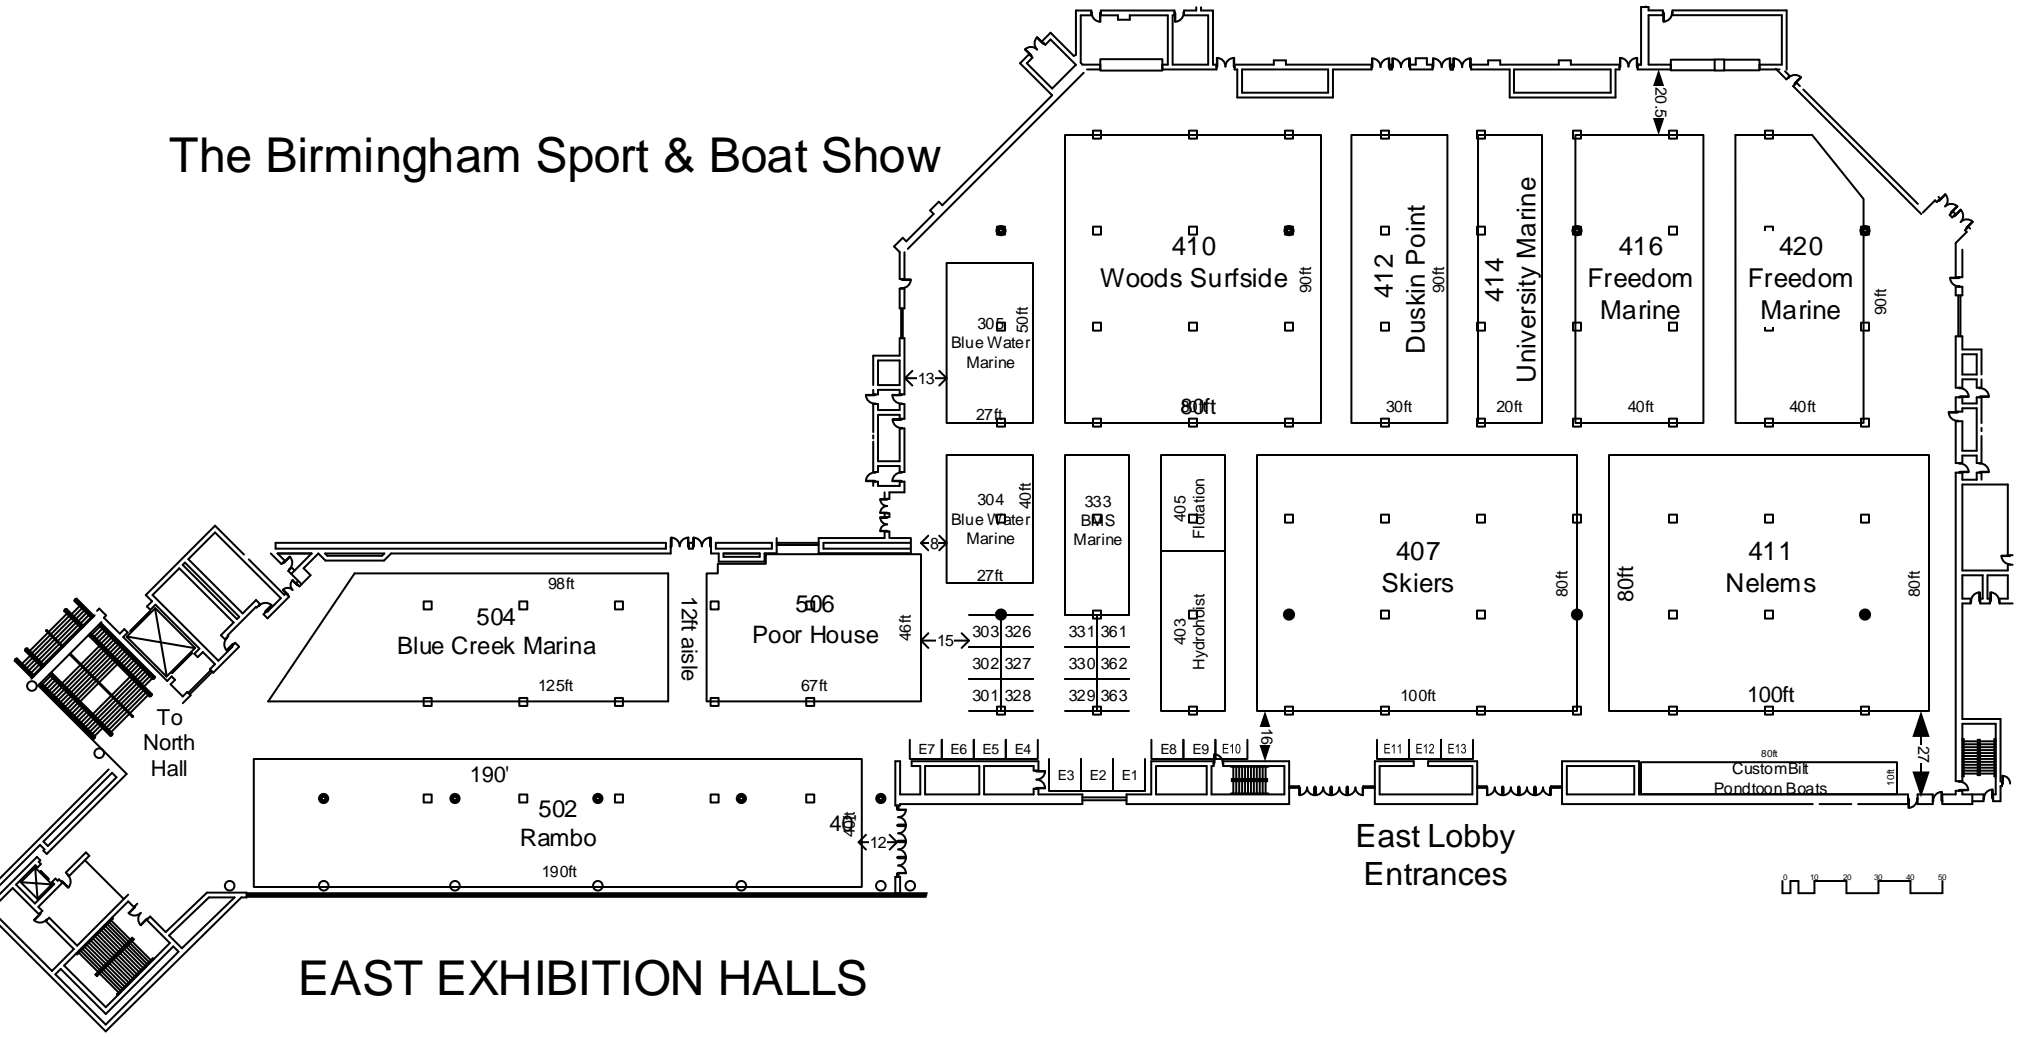 The Birmingham Sport & Boat Show
20.5
410
Woods Surfside
90ft
80ft
412
Duskin Point
90ft
30ft
414
University Marine
20ft
416
Freedom
Marine
40ft
420
Freedom
Marine
90ft
40ft
305
Blue Water
Marine
50ft
27ft
13
304
Blue Water
Marine
40ft
27ft
8
333
BMS
Marine
405
Flotation
403
Hydrohoist
407
Skiers
80ft
100ft
411
Nelems
80ft
80ft
100ft
98ft
504
Blue Creek Marina
125ft
12ft aisle
506
Poor House
46ft
67ft
15
303 326
302 327
301 328
331 361
330 362
329 363
To
North
Hall
190'
502
Rambo
190ft
40
12
E7 E6 E5 E4
E3 E2 E1
E8 E9 E10
16
E11 E12 E13
80ft
CustomBilt
Pondtoon Boats
10ft
27
East Lobby
Entrances
0 10 20 30 40 50
EAST EXHIBITION HALLS